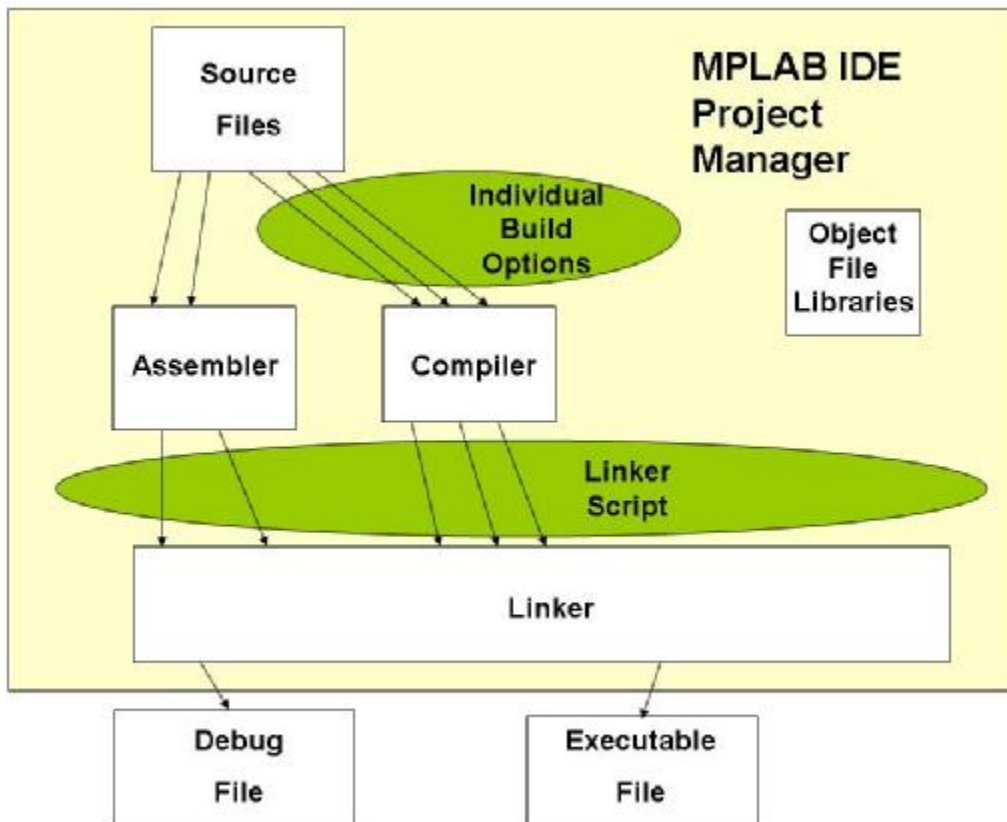 Source
Files
MPLAB IDE
Project
Manager
Individual
Build
Options
Object
File
Libraries
Assembler
Compiler
Linker
Script
Linker
Debug
File
Executable
File